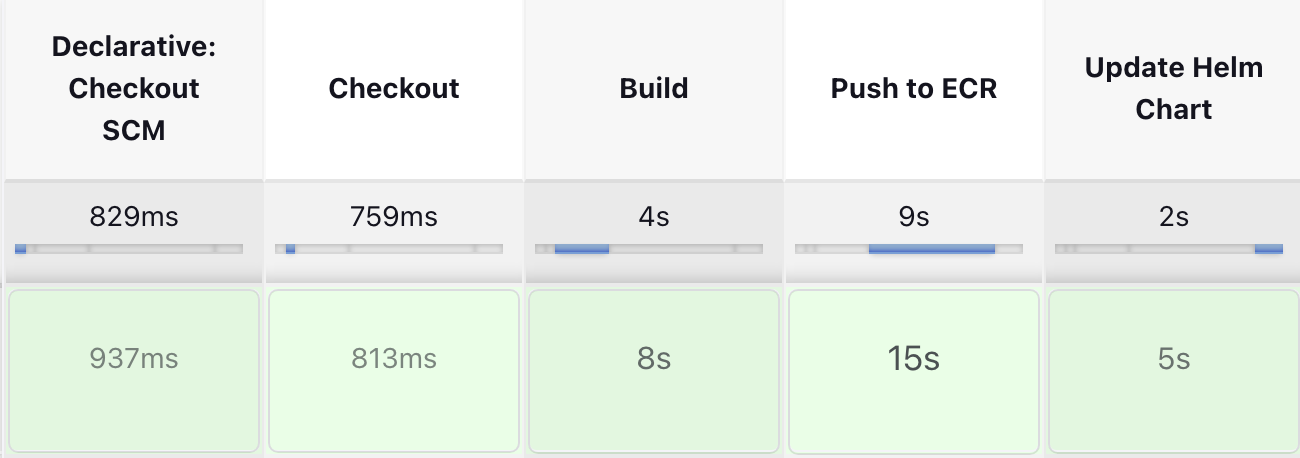 Declarative:
Checkout
SCM
Checkout
Build
Push to ECR
Update Helm
Chart
829ms
759ms
4s
9s
2s
937ms
813ms
8s
15s
5s